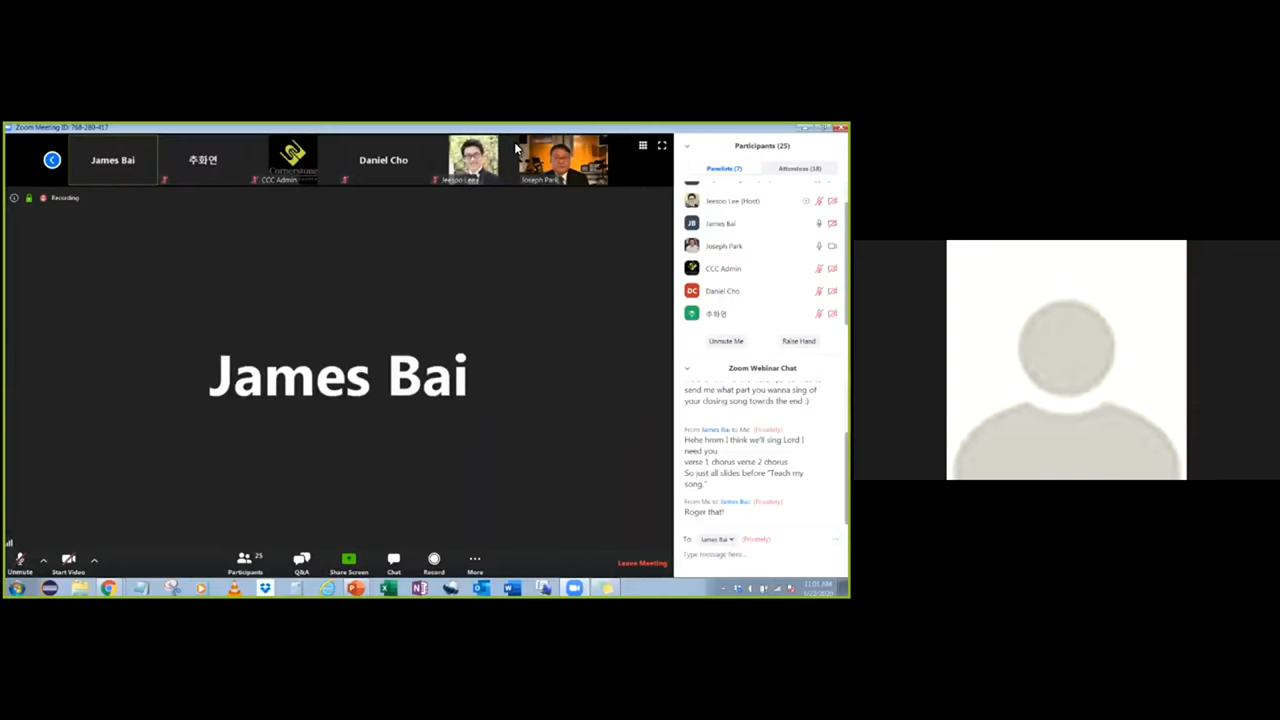 Zoom Meeting ID: 768-280-417
James Bai
추화연
Cornerstone
CCC Admin
Daniel Cho
Jeesoo Lee
Joseph Park
Recording
James Bai
Participants (25)
Panelists (7)
Attendees (18)
Jeesoo Lee (Host)
JB James Bai
Joseph Park
CCC Admin
DC Daniel Cho
추화연
Unmute Me
Raise Hand
Zoom Webinar Chat
send me what part you wanna sing of
your closing song towrds the end :)
From James Bai to Me: (Privately)
Hehe hmm I think we'll sing Lord I
need you
verse 1 chorus verse 2 chorus
So just all slides before "Teach my
song."
From Me to James Bai: (Privately)
Roger that!
To: James Bai (Privately)
Type message here...
Unmute
Start Video
25
Participants
Q&A
Share Screen
Chat
Record
More
Leave Meeting
11:01 AM